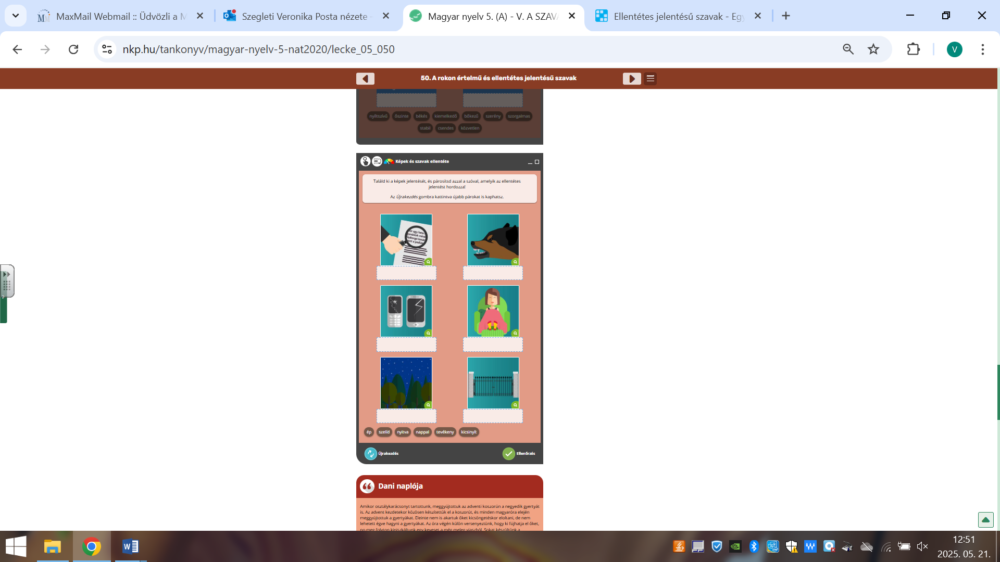 MaxMail Webmail :: Üdvözli a M
Szegleti Veronika Posta nézete -
Magyar nyelv 5. (A) - V. A SZAVA
Ellentétes jelentésű szavak - Egy
nkp.hu/tankonyv/magyar-nyelv-5-nat2020/lecke_05_050
V
50. A rokon értelmű és ellentétes jelentésű szavak
nyíltszívű őszinte békés kiemelkedő bőkezű szerény szorgalmas
stabil csendes közvetlen
Képek és szavak ellentéte
Találd ki a képek jelentését, és párosítsd azzal a szóval, amelyik az ellentétes
jelentést hordozza!
Az Újrakezdés gombra kattintva újabb párokat is kaphatsz.
ép szelíd nyitva nappal tevékeny kicsinyít
Újrakezdés
Ellenőrzés
Dani naplója
Amikor osztálykarácsonyt tartottunk, meggyújtottuk az adventi koszorún a negyedik gyertyát
is. Az advent kezdetekor közösen készítettük el a koszorút, és minden magyaróra elején
meggyújtottuk a gyertyákat. Eleinte nem is akartuk őket kicsöngetéskor eloltani, de nem
lehetett égve hagyni a gyertyákat. Az óra végén külön versenyeztünk, hogy ki fújhatja el őket,
12:51
2025. 05. 21.